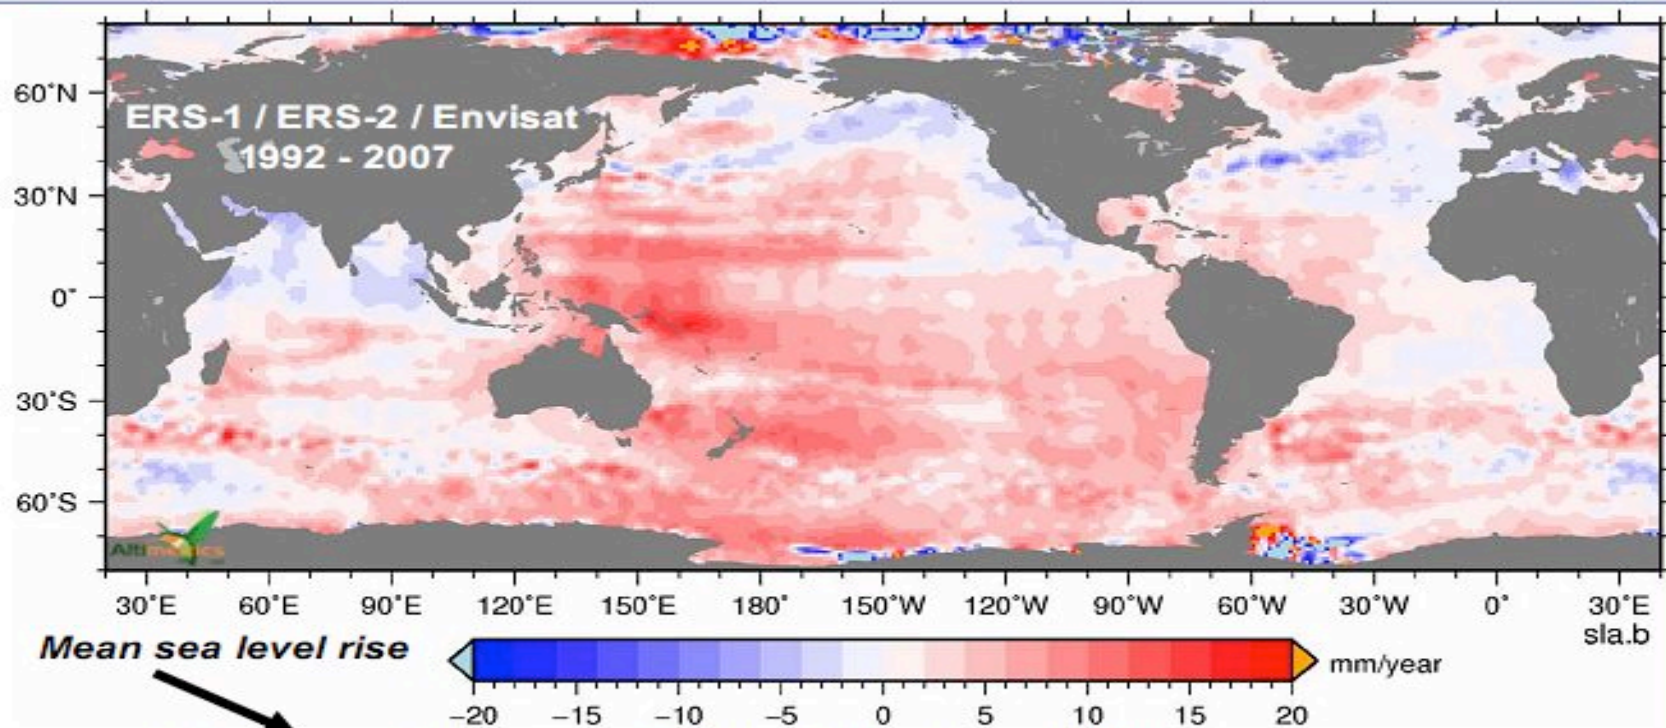 60°N
30°N
0°
30°S
60°S
ERS-1 / ERS-2 / Envisat
1992 - 2007
Altimetrics
30°E 60°E 90°E 120°E 150°E 180° 150°W 120°W 90°W 60°W 30°W 0° 30°E
sla.b
Mean sea level rise
mm/year
−20 −15 −10 −5 0 5 10 15 20